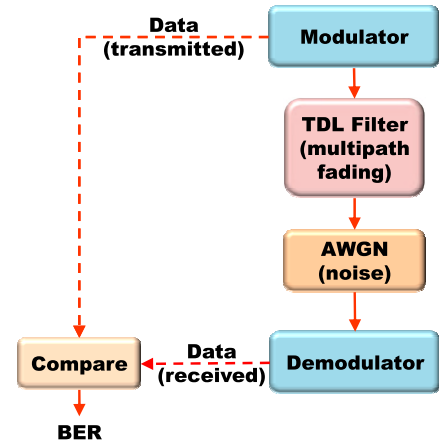 Data
(transmitted)
Modulator
TDL Filter
(multipath
fading)
AWGN
(noise)
Compare
Data
(received)
Demodulator
BER